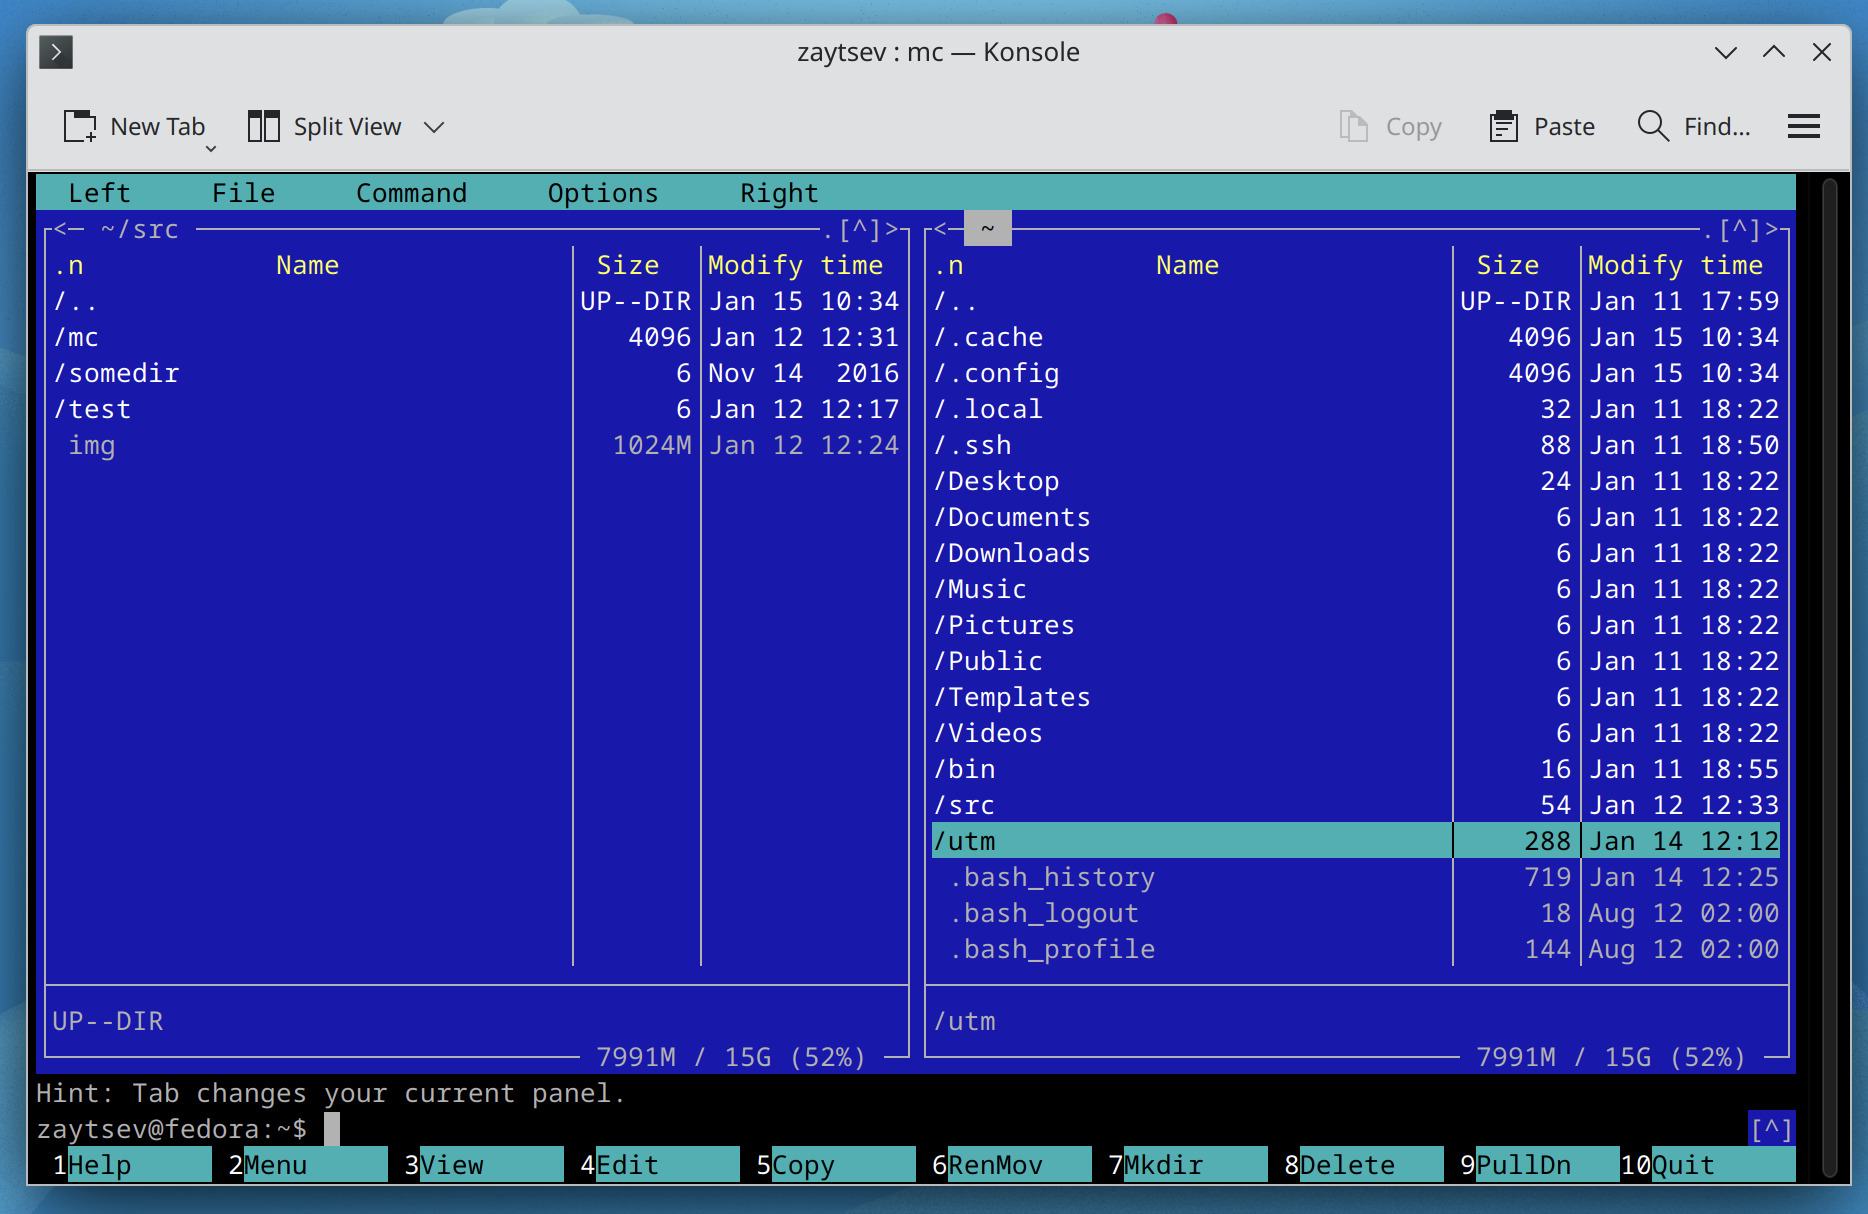 zaytsev : mc — Konsole
New Tab Split View Copy Paste Find...
Left File Command Options Right
<─ ~/src .[^]>
.n Name Size Modify time
/.. UP--DIR Jan 15 10:34
/mc 4096 Jan 12 12:31
/somedir 6 Nov 14 2016
/test 6 Jan 12 12:17
img 1024M Jan 12 12:24
UP--DIR
7991M / 15G (52%)
<─ ~ .[^]>
.n Name Size Modify time
/.. UP--DIR Jan 11 17:59
/.cache 4096 Jan 15 10:34
/.config 4096 Jan 15 10:34
/.local 32 Jan 11 18:22
/.ssh 88 Jan 11 18:50
/Desktop 24 Jan 11 18:22
/Documents 6 Jan 11 18:22
/Downloads 6 Jan 11 18:22
/Music 6 Jan 11 18:22
/Pictures 6 Jan 11 18:22
/Public 6 Jan 11 18:22
/Templates 6 Jan 11 18:22
/Videos 6 Jan 11 18:22
/bin 16 Jan 11 18:55
/src 54 Jan 12 12:33
/utm 288 Jan 14 12:12
.bash_history 719 Jan 14 12:25
.bash_logout 18 Aug 12 02:00
.bash_profile 144 Aug 12 02:00
/utm
7991M / 15G (52%)
Hint: Tab changes your current panel.
zaytsev@fedora:~$ [^]
1Help 2Menu 3View 4Edit 5Copy 6RenMov 7Mkdir 8Delete 9PullDn 10Quit